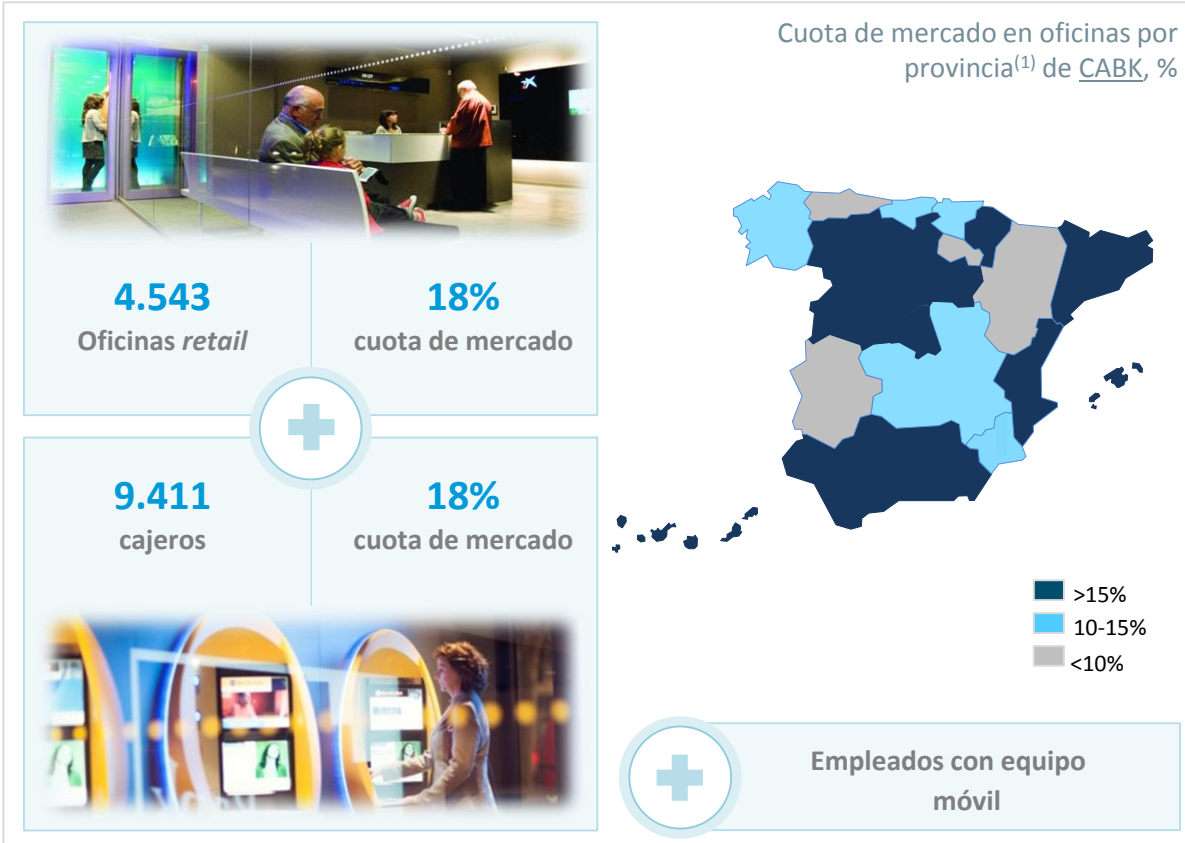 Cuota de mercado en oficinas por
provincia(1) de CABK, %
4.543
Oficinas retail
18%
cuota de mercado
9.411
cajeros
18%
cuota de mercado
>15%
10-15%
<10%
Empleados con equipo
móvil